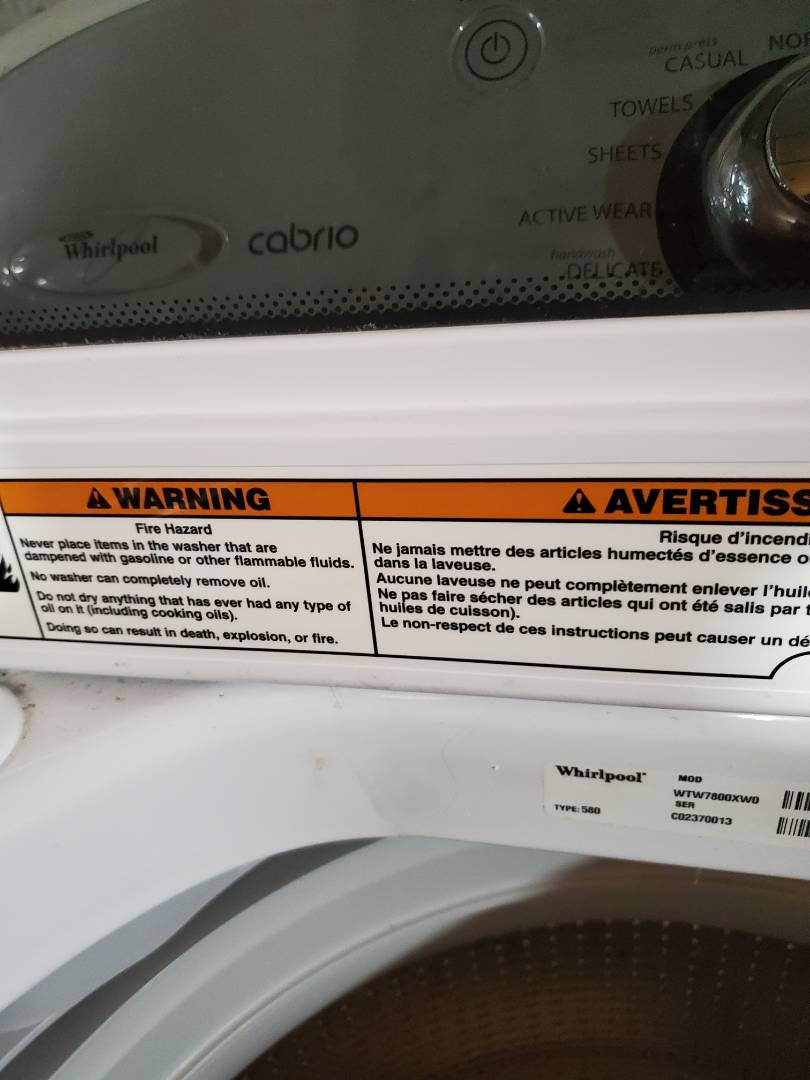 perm press NOR
CASUAL
TOWELS
SHEETS
ACTIVE WEAR
handwash
DELICATE
Whirlpool cabrio
WARNING
Fire Hazard
Never place items in the washer that are
dampened with gasoline or other flammable fluids.
No washer can completely remove oil.
Do not dry anything that has ever had any type of
oil on it (including cooking oils).
Doing so can result in death, explosion, or fire.
AVERTISS
Risque d'incendi
Ne jamais mettre des articles humectés d'essence o
dans la laveuse.
Aucune laveuse ne peut complètement enlever l'huil
Ne pas faire sécher des articles qui ont été salis par t
huiles de cuisson).
Le non-respect de ces instructions peut causer un dé
Whirlpool
TYPE: 580
MOD
WTW7800XW0
SER
C02370013